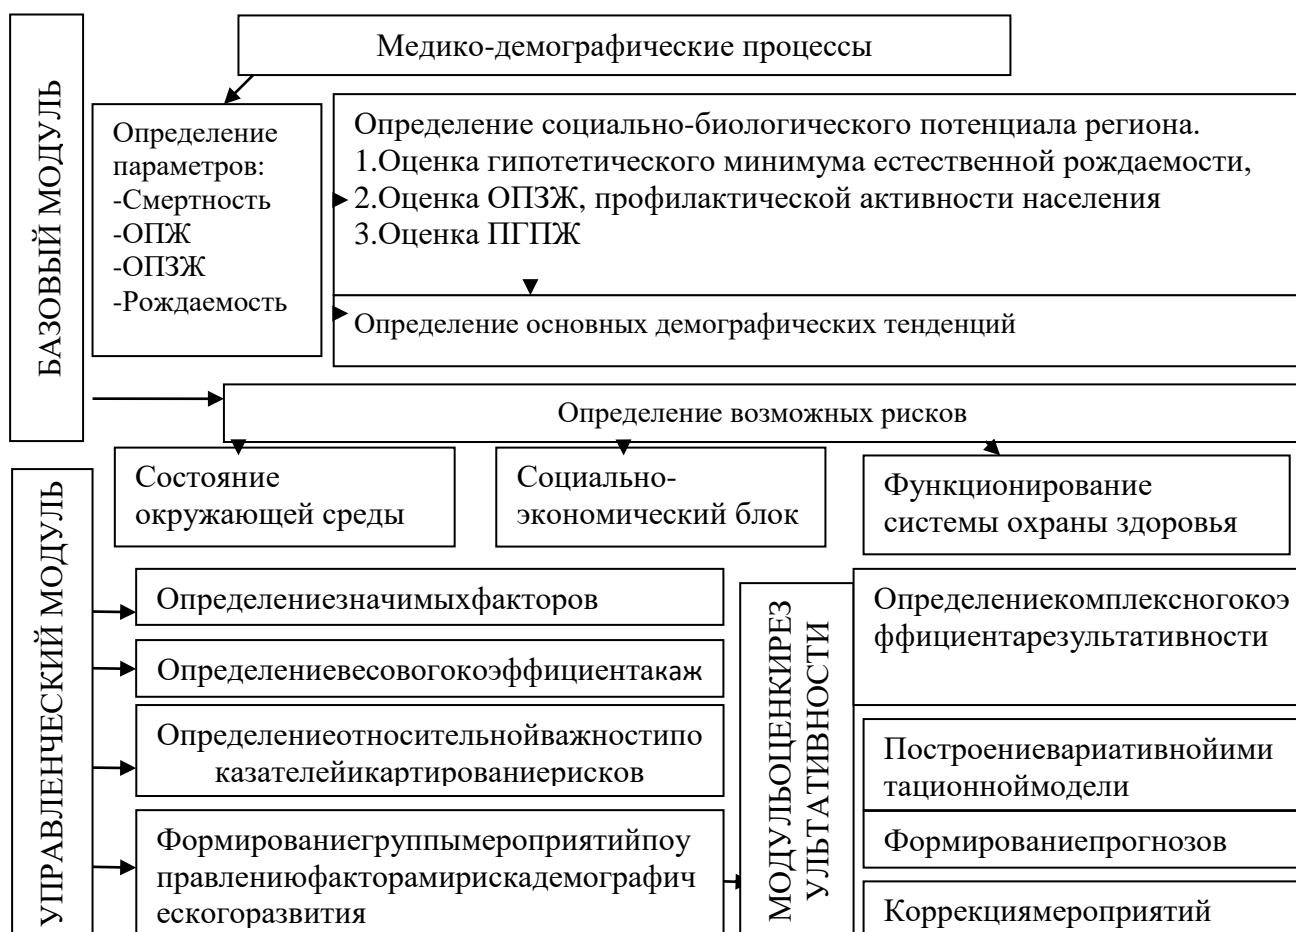 БАЗОВЫЙ МОДУЛЬ
Медико-демографические процессы
Определение
параметров:
-Смертность
-ОПЖ
-ОПЗЖ
-Рождаемость
Определение социально-биологического потенциала региона.
1.Оценка гипотетического минимума естественной рождаемости,
2.Оценка ОПЗЖ, профилактической активности населения
3.Оценка ПГПЖ
Определение основных демографических тенденций
Определение возможных рисков
Состояние
окружающей среды
Социально-
экономический блок
Функционирование
системы охраны здоровья
УПРАВЛЕНЧЕСКИЙ МОДУЛЬ
Определениезначимыхфакторов
Определениевесовогокоэффициентакаж
Определениеотносительнойважностипо
казателейикартированиерисков
Формированиегруппымероприятийпоу
правлениюфакторамирискадемографич
ескогоразвития
МОДУЛЬОЦЕНКИРЕЗ
УЛЬТАТИВНОСТИ
Определениекомплексногокоэ
ффициентарезультативности
Построениевариативнойими
тационноймодели
Формированиепрогнозов
Коррекциямероприятий